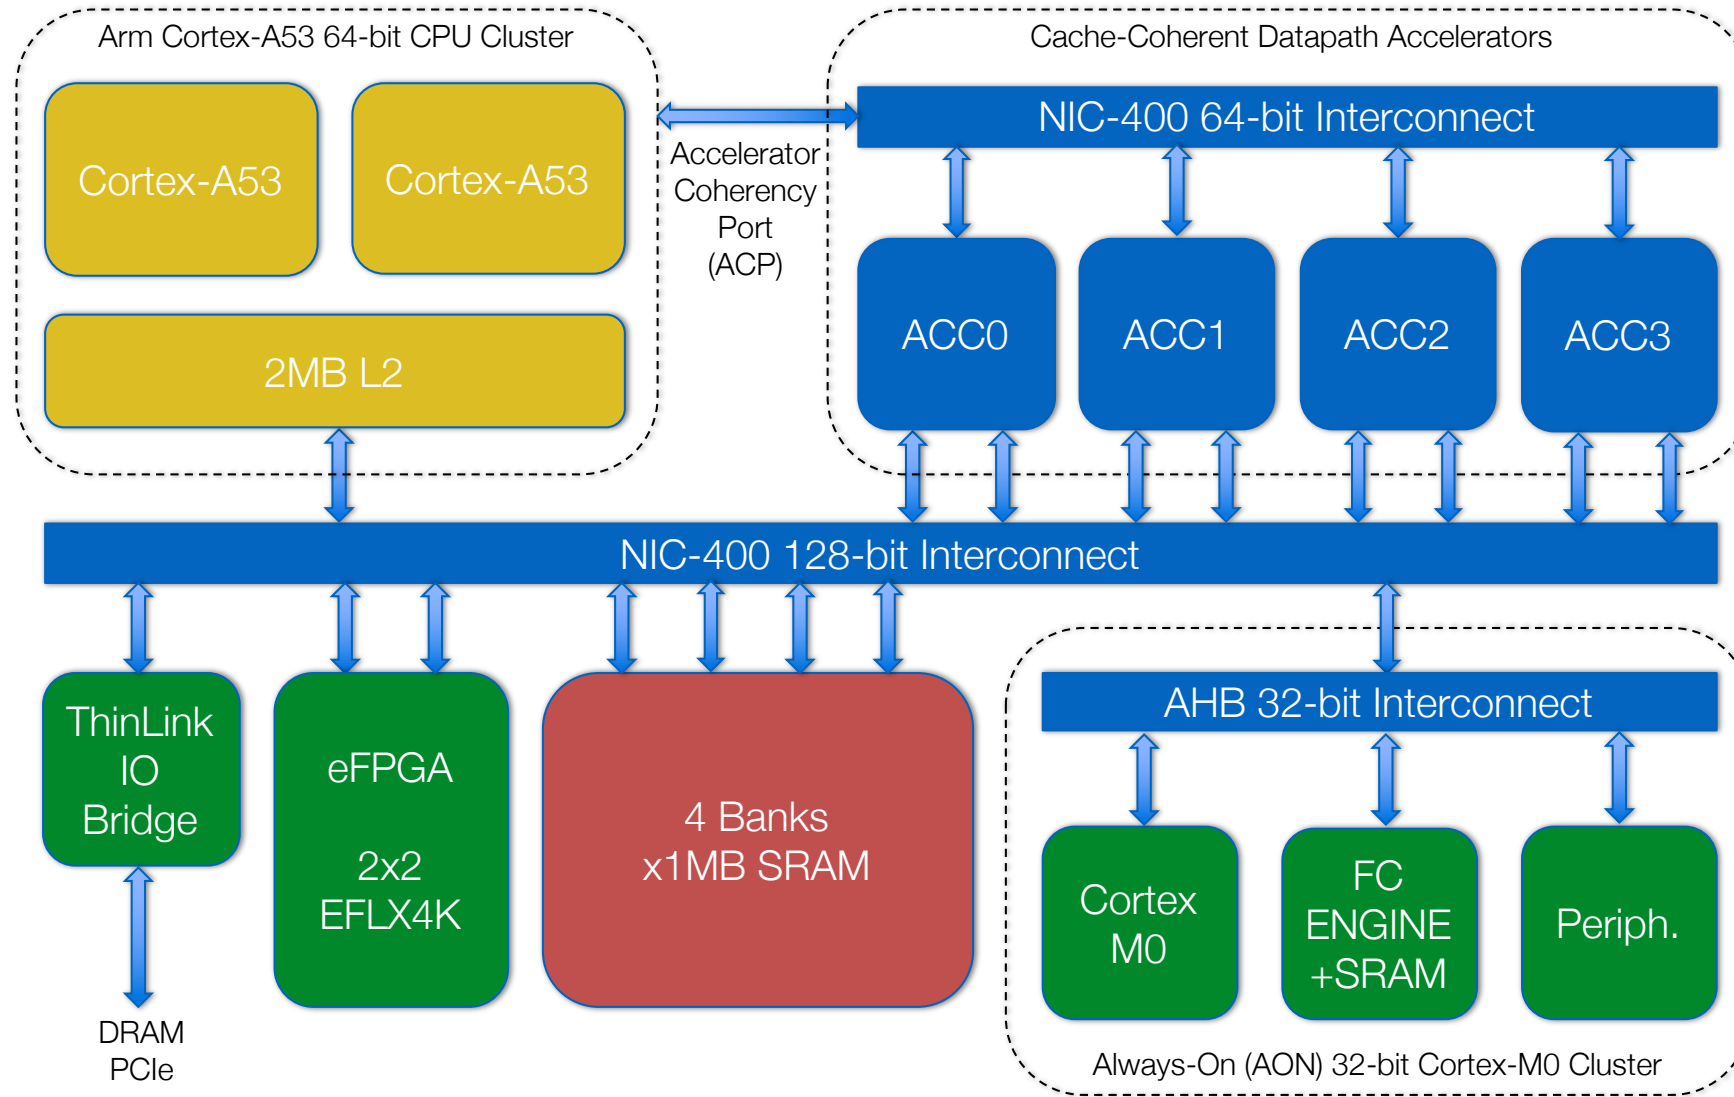 Arm Cortex-A53 64-bit CPU Cluster
Cortex-A53
Cortex-A53
2MB L2
Accelerator
Coherency
Port
(ACP)
Cache-Coherent Datapath Accelerators
NIC-400 64-bit Interconnect
ACC0
ACC1
ACC2
ACC3
NIC-400 128-bit Interconnect
ThinLink
IO
Bridge
DRAM
PCIe
eFPGA
2x2
EFLX4K
4 Banks
x1MB SRAM
AHB 32-bit Interconnect
Cortex
M0
FC
ENGINE
+SRAM
Periph.
Always-On (AON) 32-bit Cortex-M0 Cluster